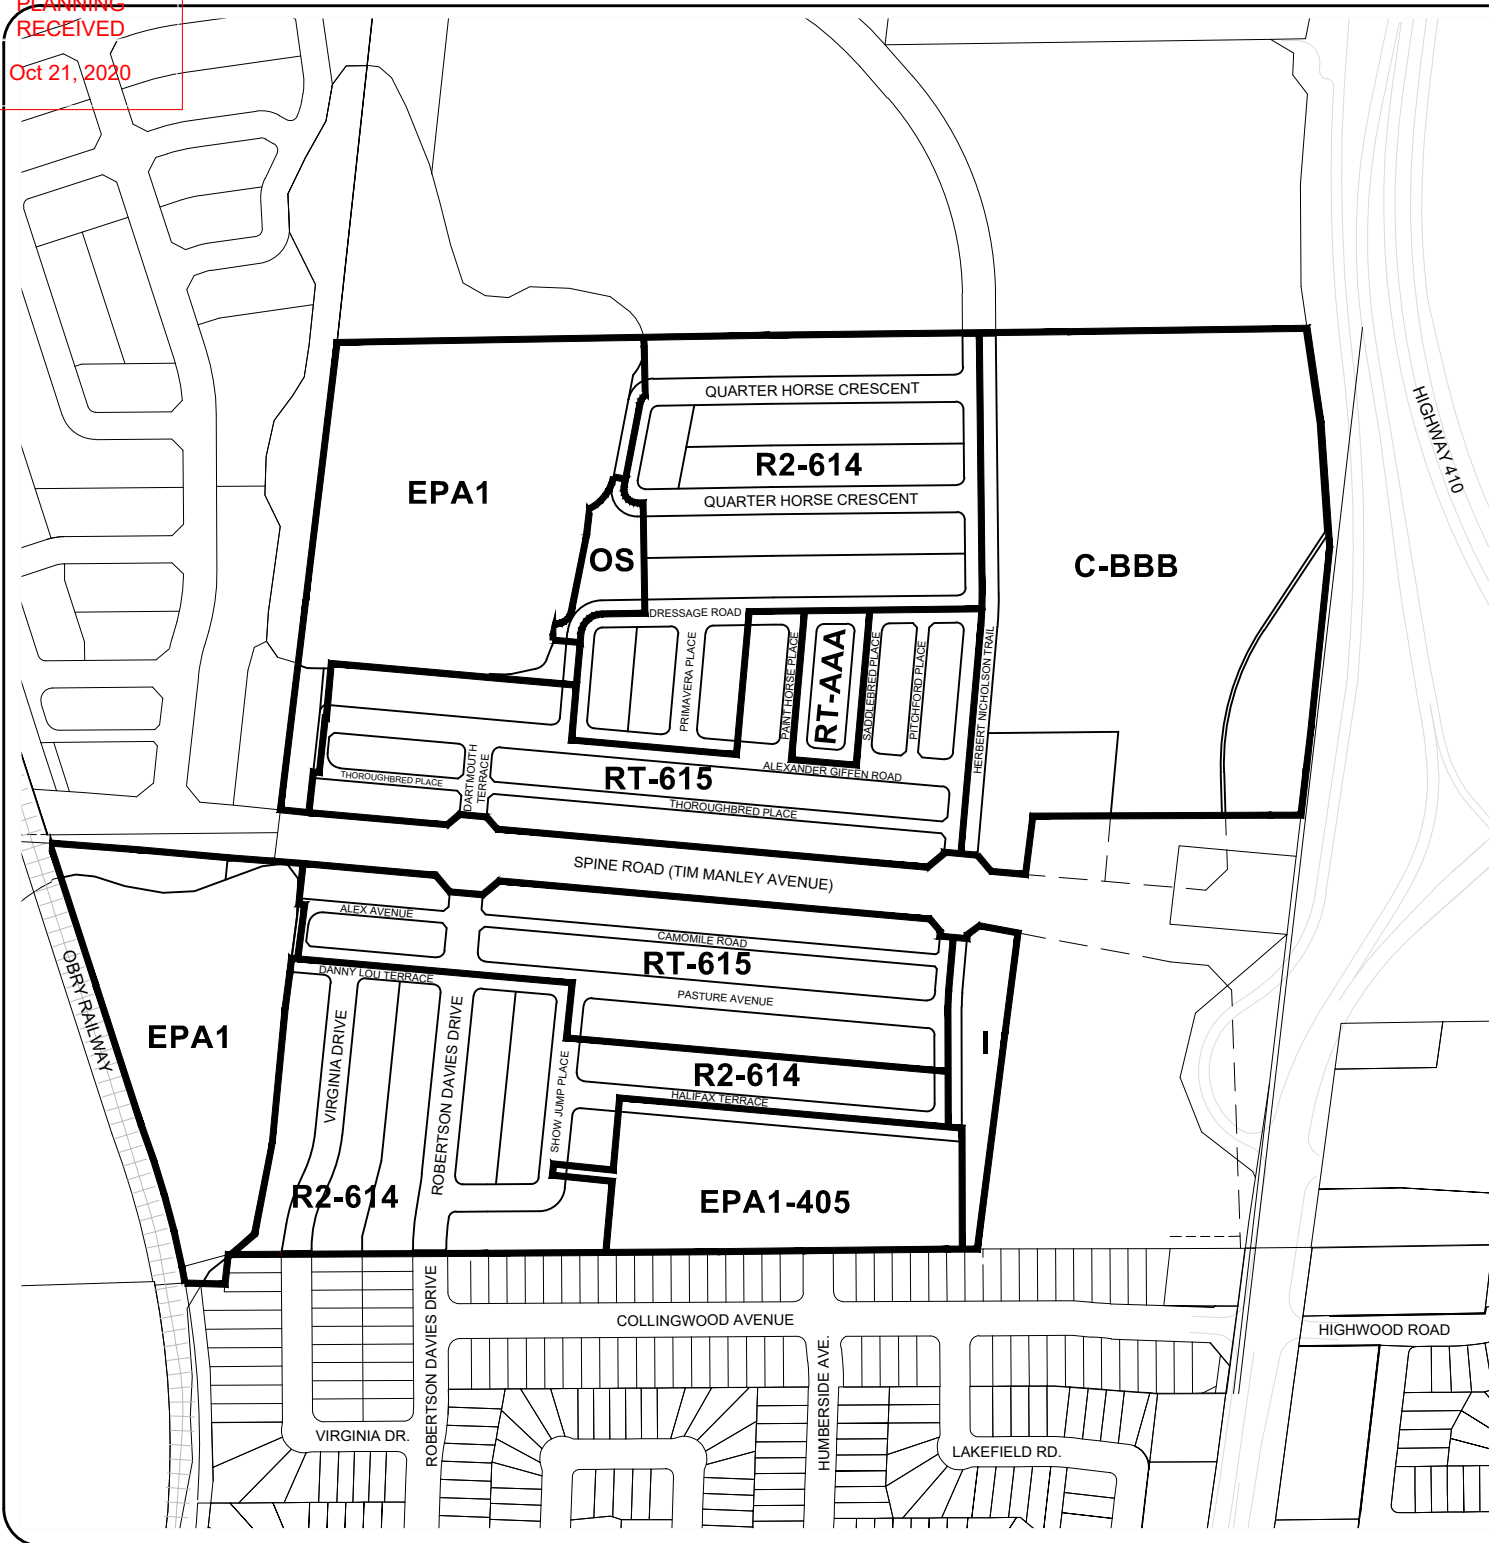 PLANNING
RECEIVED
Oct 21, 2020
QUARTER HORSE CRESCENT
HIGHWAY 410
R2-614
EPA1
QUARTER HORSE CRESCENT
OS
C-BBB
DRESSAGE ROAD
PRIMAVERA PLACE
PAINT HORSE PLACE
RT-AAA
SADDLEBRED PLACE
PITCHFORD PLACE
HERBERT NICHOLSON TRAIL
DARTMOUTH
TERRACE
THOROUGHBRED PLACE
RT-615
ALEXANDER GIFFEN ROAD
THOROUGHBRED PLACE
SPINE ROAD (TIM MANLEY AVENUE)
ALEX AVENUE
CAMOMILE ROAD
RT-615
OBRY RAILWAY
DANNY LOU TERRACE
PASTURE AVENUE
EPA1
VIRGINIA DRIVE
ROBERTSON DAVIES DRIVE
I
R2-614
SHOW JUMP PLACE
HALIFAX TERRACE
R2-614
EPA1-405
ROBERTSON DAVIES DRIVE
COLLINGWOOD AVENUE
HUMBERSIDE AVE.
HIGHWOOD ROAD
VIRGINIA DR.
LAKEFIELD RD.